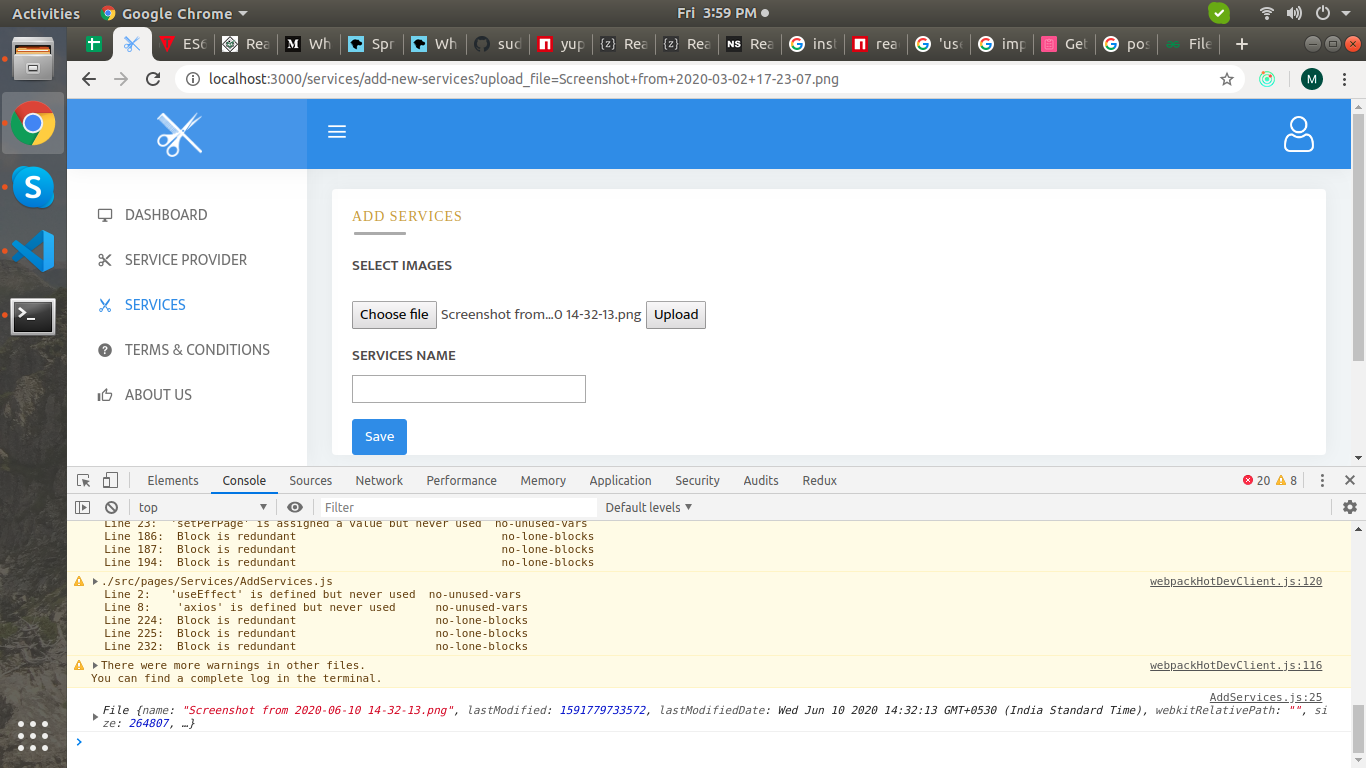 Activities Google Chrome Fri 3:59 PM
ES6 Rea Wh Spr Wh sud yup Rea Rea Rea inst rea 'use imp Get pos File
localhost:3000/services/add-new-services?upload_file=Screenshot+from+2020-03-02+17-23-07.png M
DASHBOARD
SERVICE PROVIDER
SERVICES
TERMS & CONDITIONS
ABOUT US
ADD SERVICES
SELECT IMAGES
Choose file Screenshot from...0 14-32-13.png Upload
SERVICES NAME
Save
Elements Console Sources Network Performance Memory Application Security Audits Redux 20 8
top Filter Default levels
Line 23: 'setPerPage' is assigned a value but never used no-unused-vars
Line 186: Block is redundant no-lone-blocks
Line 187: Block is redundant no-lone-blocks
Line 194: Block is redundant no-lone-blocks
./src/pages/Services/AddServices.js webpackHotDevClient.js:120
Line 2: 'useEffect' is defined but never used no-unused-vars
Line 8: 'axios' is defined but never used no-unused-vars
Line 224: Block is redundant no-lone-blocks
Line 225: Block is redundant no-lone-blocks
Line 232: Block is redundant no-lone-blocks
There were more warnings in other files. webpackHotDevClient.js:116
You can find a complete log in the terminal.
AddServices.js:25
File {name: "Screenshot from 2020-06-10 14-32-13.png", lastModified: 1591779733572, lastModifiedDate: Wed Jun 10 2020 14:32:13 GMT+0530 (India Standard Time), webkitRelativePath: "", si
ze: 264807, …}